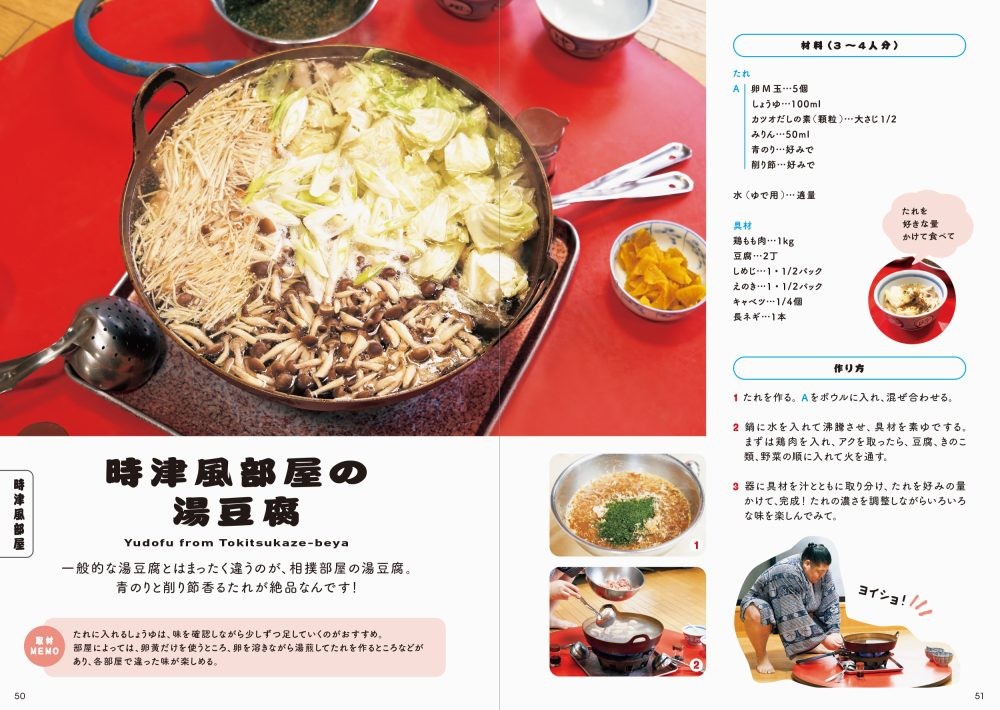 時津風部屋
時津風部屋の
湯豆腐
Yudofu from Tokitsukaze-beya
一般的な湯豆腐とはまったく違うのが、相撲部屋の湯豆腐。
青のりと削り節香るたれが絶品なんです！
取材
MEMO
たれに入れるしょうゆは、味を確認しながら少しずつ足していくのがおすすめ。
部屋によっては、卵黄だけを使うところ、卵を溶きながら湯煎してたれを作るところなどが
あり、各部屋で違った味が楽しめる。
50
材料（3〜4人分）
たれ
A 卵M玉…5個
しょうゆ…100ml
カツオだしの素（顆粒）…大さじ1/2
みりん…50ml
青のり…好みで
削り節…好みで
水（ゆで用）…適量
具材
鶏もも肉…1kg
豆腐…2丁
しめじ…1・1/2パック
えのき…1・1/2パック
キャベツ…1/4個
長ネギ…1本
たれを
好きな量
かけて食べて
作り方
1 たれを作る。Aをボウルに入れ、混ぜ合わせる。
2 鍋に水を入れて沸騰させ、具材を素ゆでする。
まずは鶏肉を入れ、アクを取ったら、豆腐、きのこ
類、野菜の順に入れて火を通す。
3 器に具材を汁とともに取り分け、たれを好みの量
かけて、完成！たれの濃さを調整しながらいろいろ
な味を楽しんでみて。
1
2
ヨイショ！
51